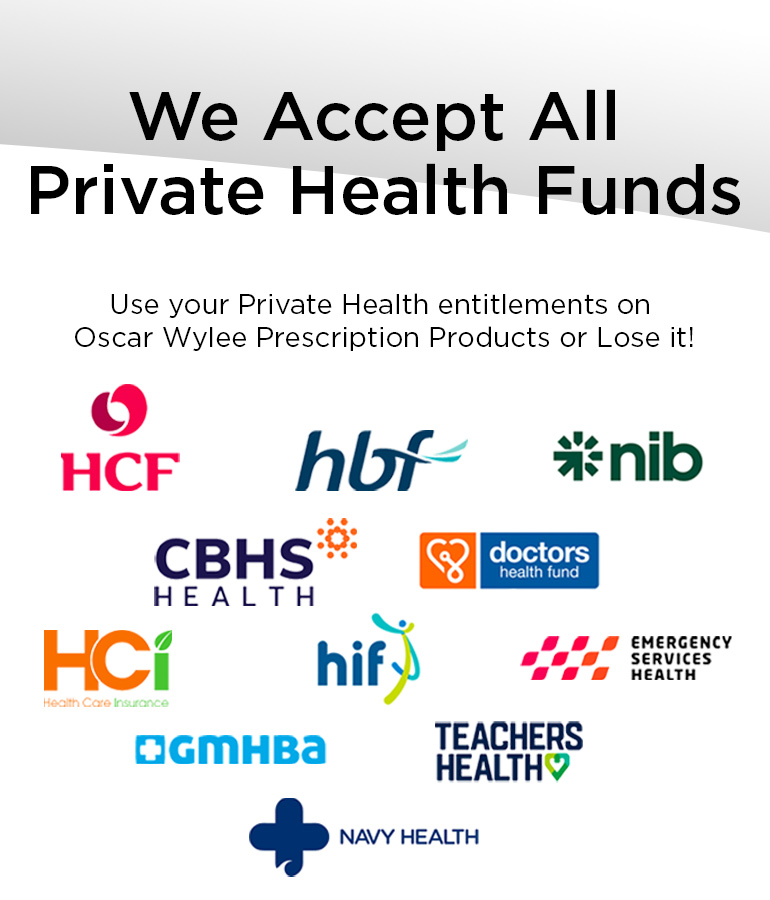 We Accept All
Private Health Funds
Use your Private Health entitlements on
Oscar Wylee Prescription Products or Lose it!
HCF
hbf
nib
CBHS
HEALTH
doctors
health fund
HCi
Health Care Insurance
hif
EMERGENCY
SERVICES
HEALTH
GMHBa
TEACHERS
HEALTH
NAVY HEALTH